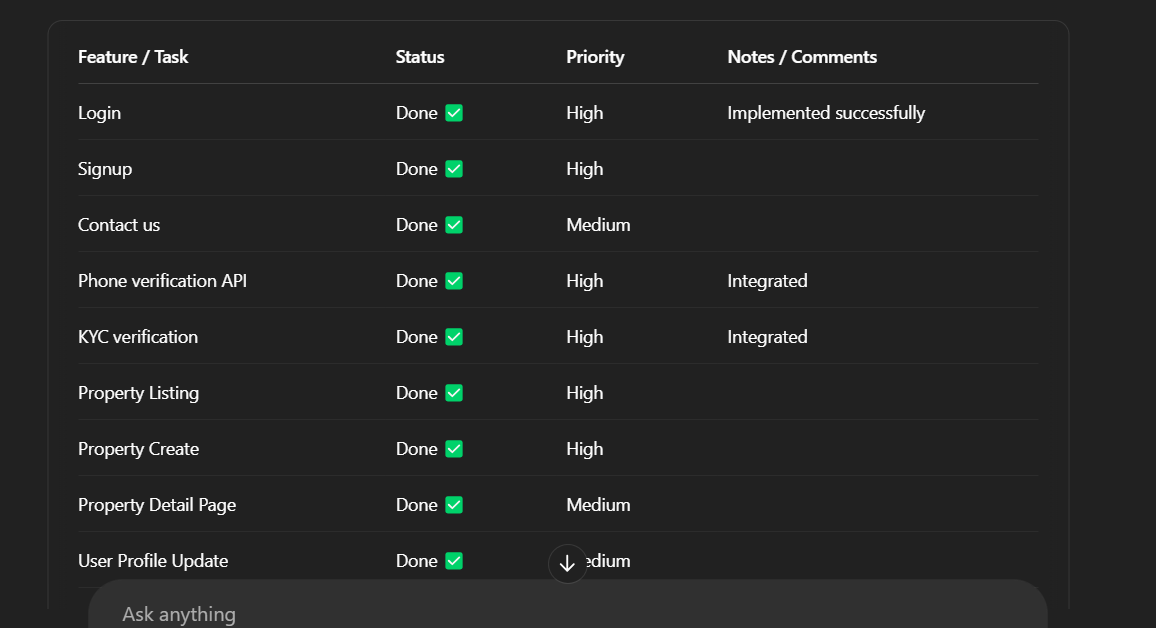 Feature / Task Status Priority Notes / Comments
Login Done ✅ High Implemented successfully
Signup Done ✅ High
Contact us Done ✅ Medium
Phone verification API Done ✅ High Integrated
KYC verification Done ✅ High Integrated
Property Listing Done ✅ High
Property Create Done ✅ High
Property Detail Page Done ✅ Medium
User Profile Update Done ✅ edium
Ask anything